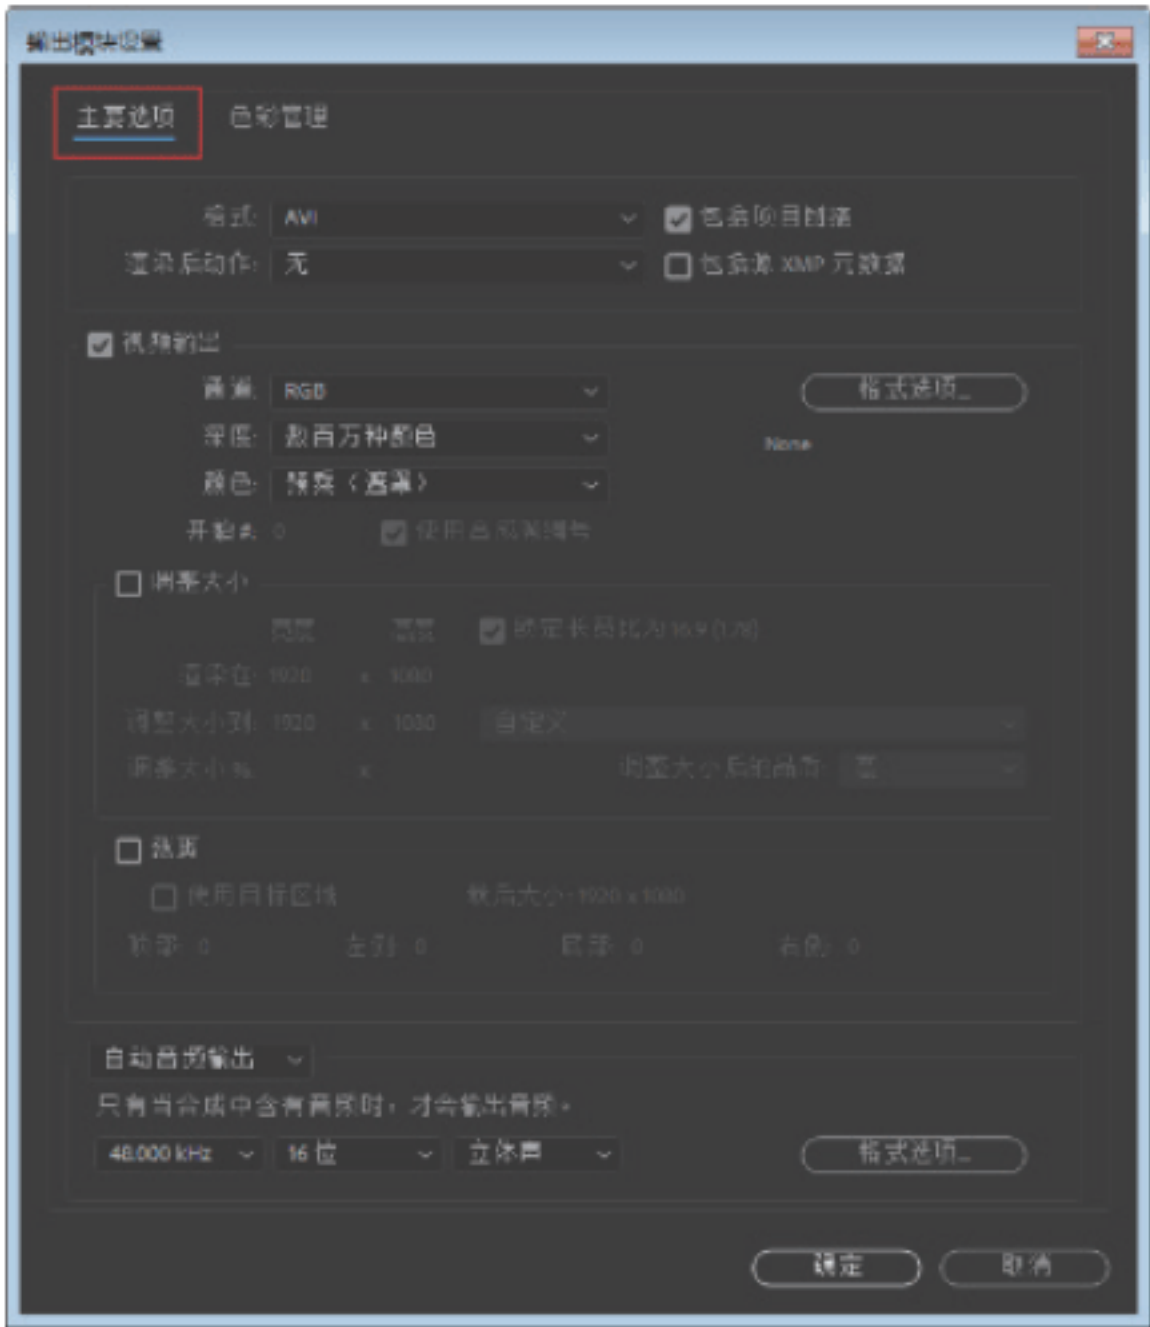 输出模块设置
主要选项 色彩管理
格式: AVI 包括项目链接
渲染后动作: 无 包括源 XMP 元数据
视频输出
通道: RGB 格式选项...
深度: 数百万种颜色 None
颜色: 预乘（遮罩）
开始 #: 0 使用合成帧编号
调整大小
宽度 高度 锁定长宽比为 16:9 (1.78)
渲染在: 1920 x 1080
调整大小到: 1920 x 1080 自定义
调整大小 %: x 调整大小后的品质: 高
裁剪
使用目标区域 最后大小: 1920 x 1080
顶部: 0 左侧: 0 底部: 0 右侧: 0
自动音频输出
只有当合成中含有音频时，才会输出音频。
48.000 kHz 16 位 立体声 格式选项...
确定 取消